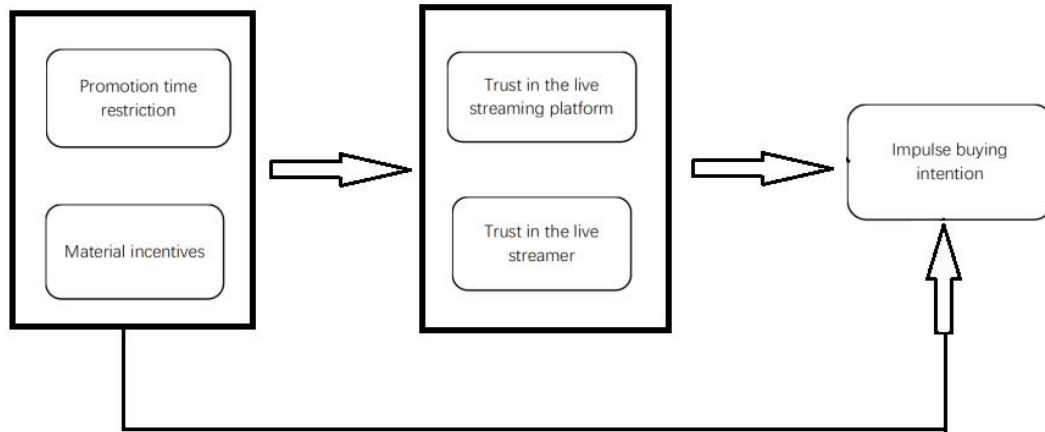 Promotion time
restriction
Material incentives
Trust in the live
streaming platform
Trust in the live
streamer
Impulse buying
intention